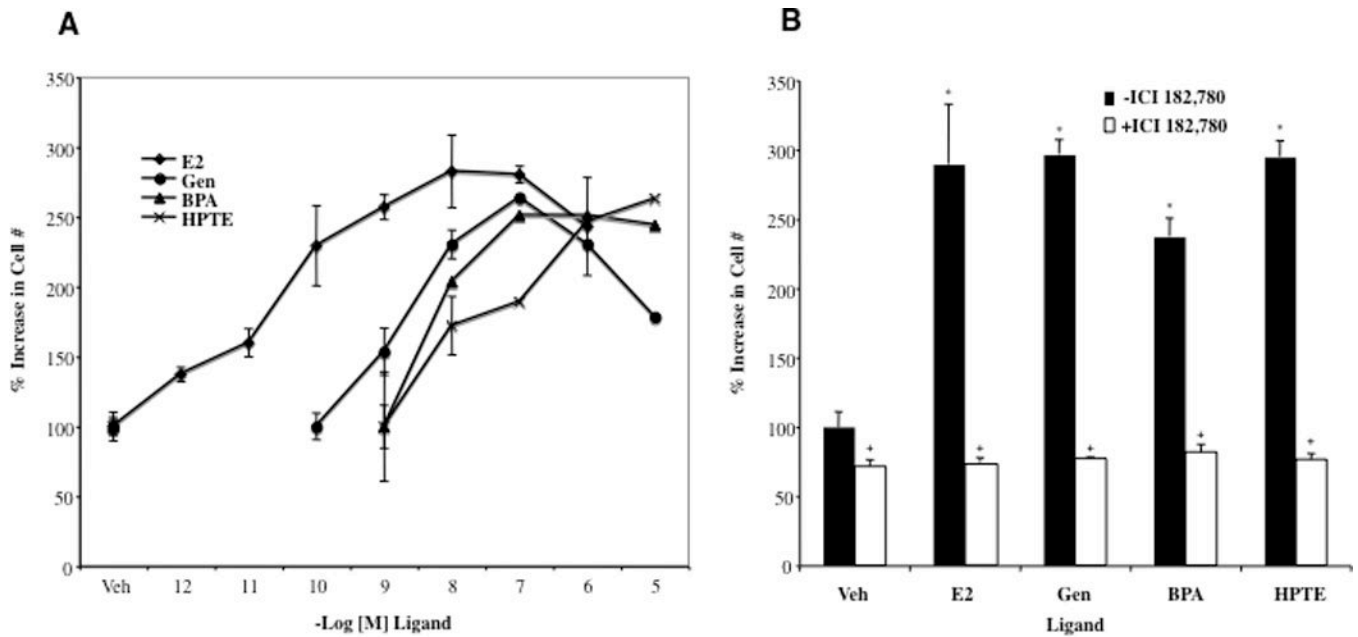 A
350
300
250
200
150
100
50
0
% Increase in Cell #
E2
Gen
BPA
HPTE
Veh 12 11 10 9 8 7 6 5
-Log [M] Ligand
B
350
300
250
200
150
100
50
0
% Increase in Cell #
-ICI 182,780
+ICI 182,780
* * * *
+ + + + +
Veh E2 Gen BPA HPTE
Ligand